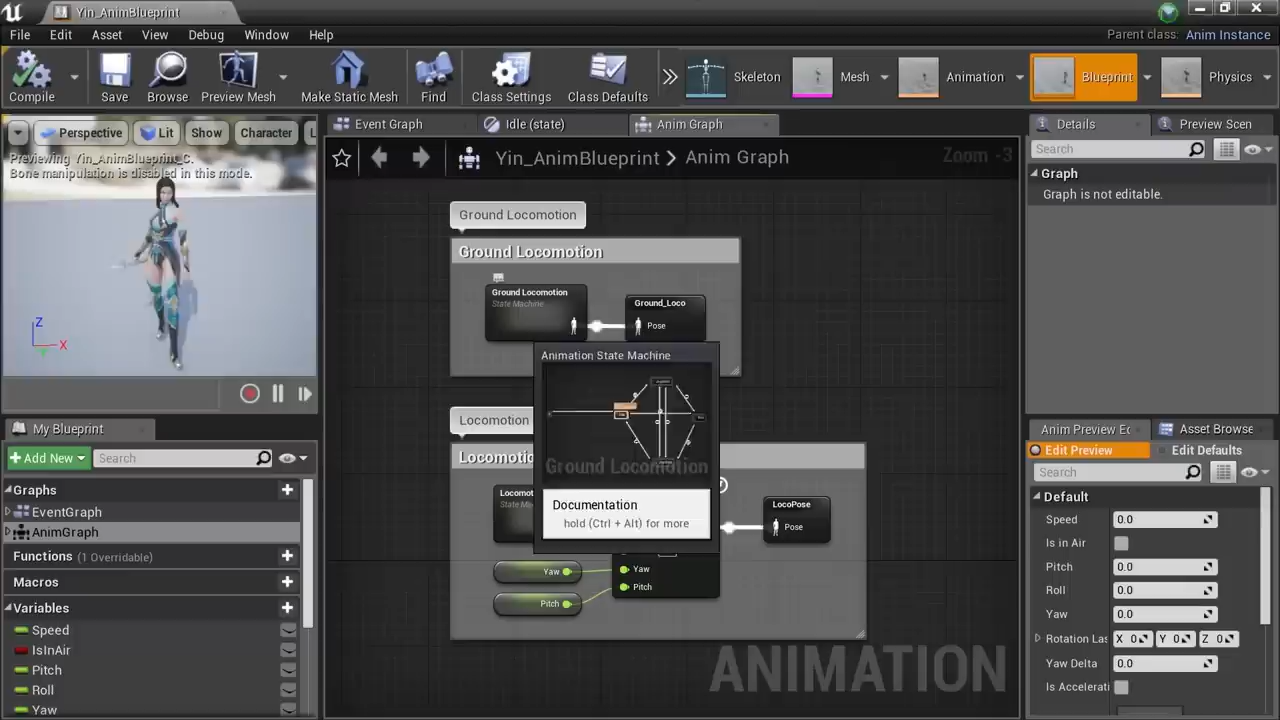 Yin_AnimBlueprint
File Edit Asset View Debug Window Help
Parent class: Anim Instance
Compile
Save
Browse
Preview Mesh
Make Static Mesh
Find
Class Settings
Class Defaults
Skeleton
Mesh
Animation
Blueprint
Physics
Perspective
Lit
Show
Character
L
Previewing Yin_AnimBlueprint_C.
Bone manipulation is disabled in this mode.
Z
X
Event Graph
Idle (state)
Anim Graph
Yin_AnimBlueprint > Anim Graph
Zoom -3
Ground Locomotion
Ground Locomotion
Ground Locomotion
State Machine
Ground_Loco
Pose
Animation State Machine
Ground Locomotion
Documentation
hold (Ctrl + Alt) for more
Locomotion
Locomotio
Locomot
State Ma
LocoPose
Pose
Yaw
Yaw
Pitch
Pitch
ANIMATION
My Blueprint
Add New
Search
Graphs
EventGraph
AnimGraph
Functions (1 Overridable)
Macros
Variables
Speed
IsInAir
Pitch
Roll
Yaw
Details
Preview Scen
Search
Graph
Graph is not editable.
Anim Preview Ec
Asset Browse
Edit Preview
Edit Defaults
Search
Default
Speed 0.0
Is in Air
Pitch 0.0
Roll 0.0
Yaw 0.0
Rotation Las X 0 Y 0 Z 0
Yaw Delta 0.0
Is Accelerati